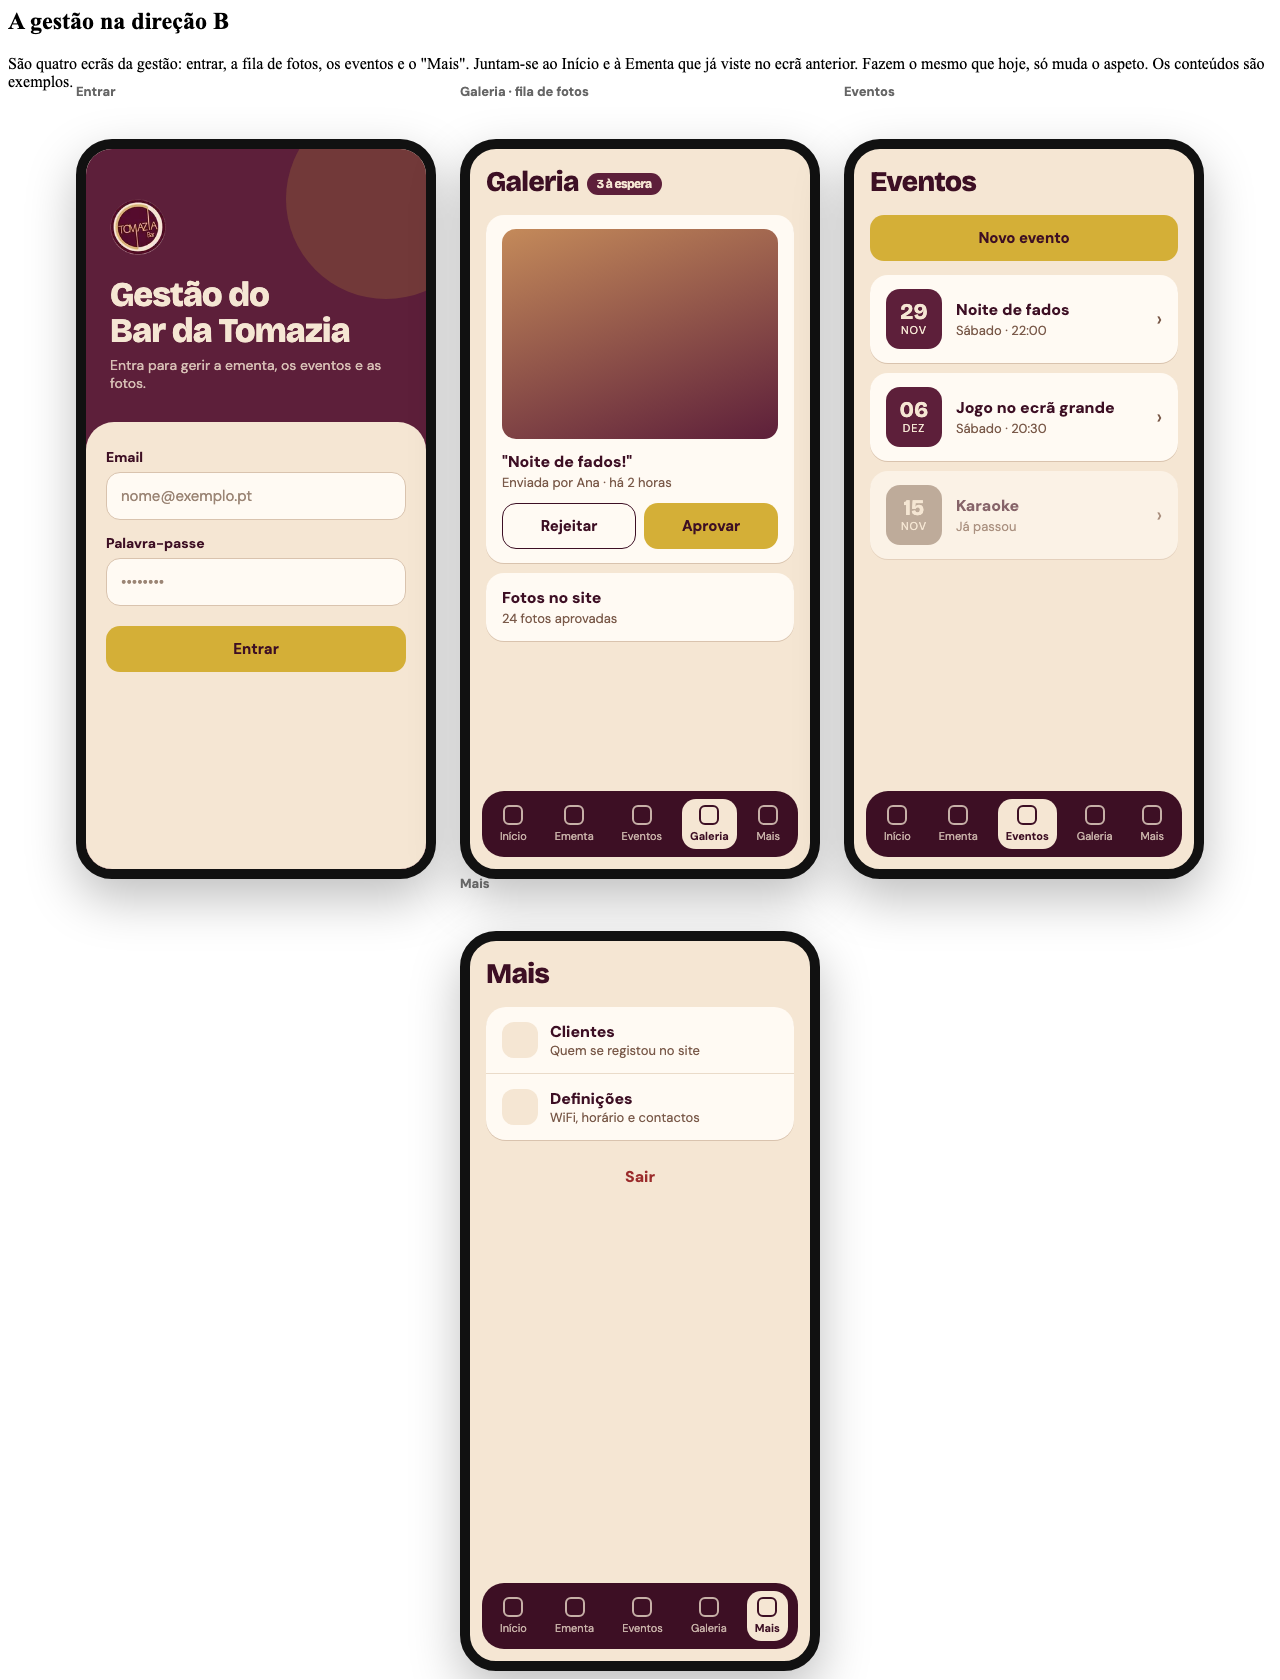 A gestão na direção B
São quatro ecrãs da gestão: entrar, a fila de fotos, os eventos e o "Mais". Juntam-se ao Início e à Ementa que já viste no ecrã anterior. Fazem o mesmo que hoje, só muda o aspeto. Os conteúdos são
exemplos.
Entrar
TOMAZIA
Bar
Gestão do
Bar da Tomazia
Entra para gerir a ementa, os eventos e as
fotos.
Email
nome@exemplo.pt
Palavra-passe
••••••••
Entrar
Galeria · fila de fotos
Galeria 3 à espera
"Noite de fados!"
Enviada por Ana · há 2 horas
Rejeitar Aprovar
Fotos no site
24 fotos aprovadas
Início Ementa Eventos Galeria Mais
Eventos
Eventos
Novo evento
29 NOV
Noite de fados
Sábado · 22:00
›
06 DEZ
Jogo no ecrã grande
Sábado · 20:30
›
15 NOV
Karaoke
Já passou
›
Início Ementa Eventos Galeria Mais
Mais
Mais
Clientes
Quem se registou no site
Definições
WiFi, horário e contactos
Sair
Início Ementa Eventos Galeria Mais